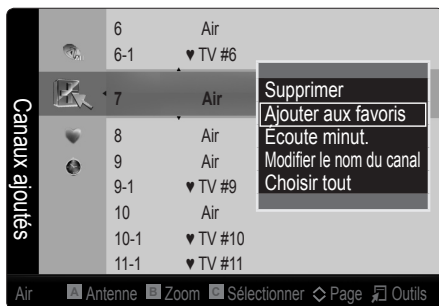 Canaux ajoutés
6 Air
6-1 ♥ TV #6
7 Air
8 Air
9 Air
9-1 ♥ TV #9
10 Air
10-1 ♥ TV #10
11-1 ♥ TV #11
Supprimer
Ajouter aux favoris
Écoute minut.
Modifier le nom du canal
Choisir tout
Air A Antenne B Zoom C Sélectionner Page Outils